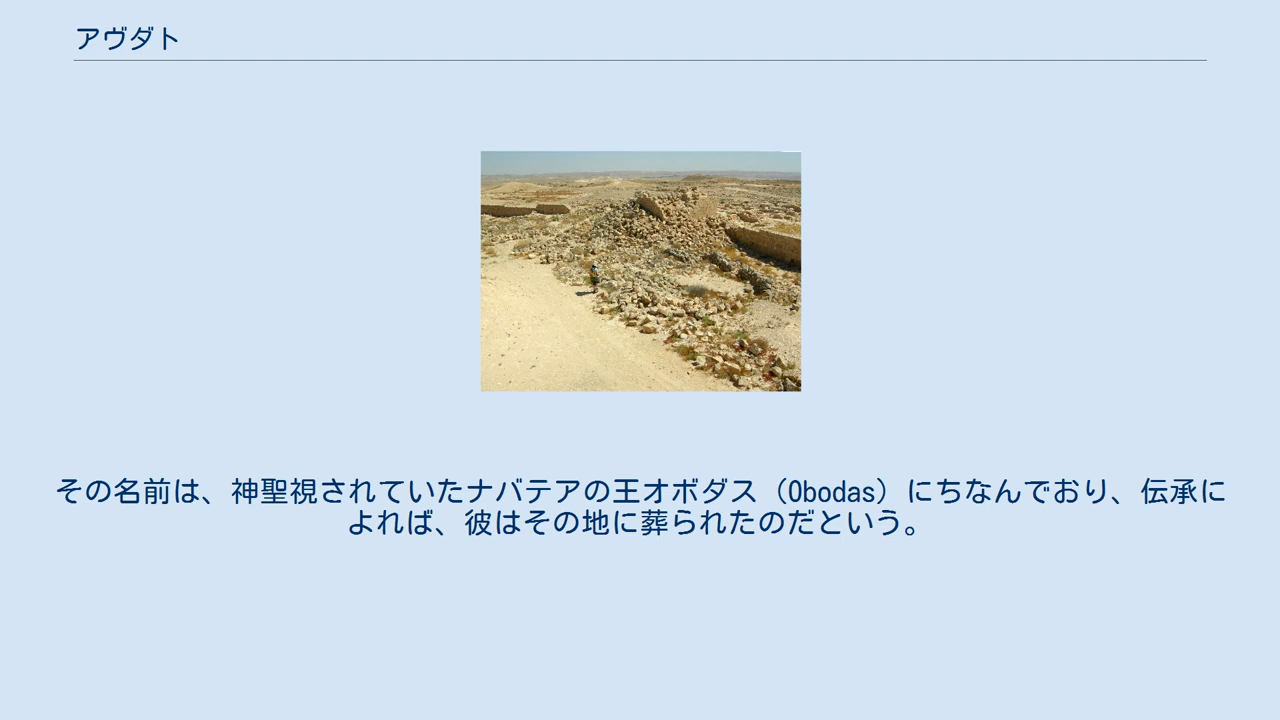 アヴダト
その名前は、神聖視されていたナバテアの王オボダス（Obodas）にちなんでおり、伝承に
よれば、彼はその地に葬られたのだという。